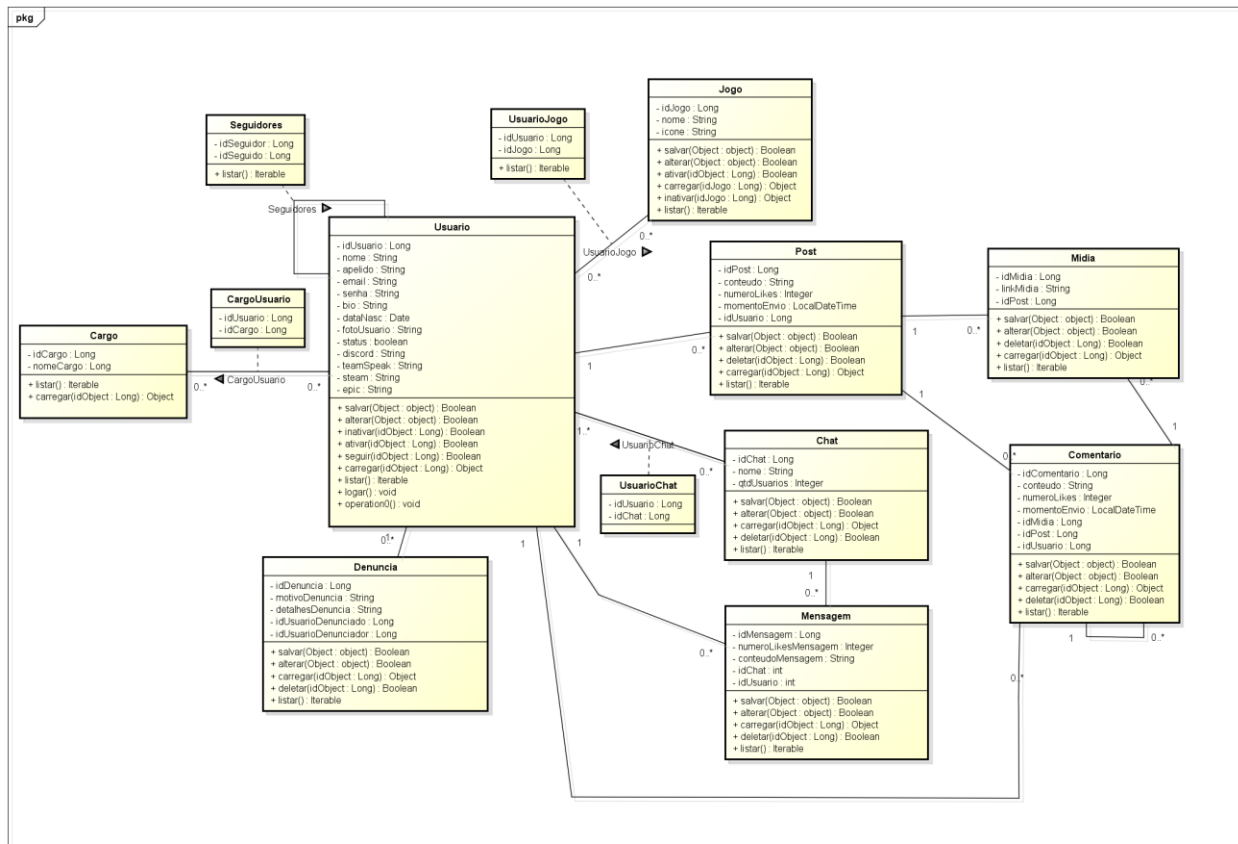 pkg
Jogo
- idJogo : Long
- nome : String
- icone : String
+ salvar(Object : object) : Boolean
+ alterar(Object : object) : Boolean
+ ativar(idObject : Long) : Boolean
+ carregar(idJogo : Long) : Object
+ inativar(idJogo : Long) : Object
+ listar() : Iterable
UsuarioJogo
- idUsuario : Long
- idJogo : Long
+ listar() : Iterable
Seguidores
- idSeguidor : Long
- idSeguido : Long
+ listar() : Iterable
Seguidores
UsuarioJogo
0..*
0..*
Usuario
- idUsuario : Long
- nome : String
- apelido : String
- email : String
- senha : String
- bio : String
- dataNasc : Date
- fotoUsuario : String
- status : boolean
- discord : String
- teamSpeak : String
- steam : String
- epic : String
+ salvar(Object : object) : Boolean
+ alterar(Object : object) : Boolean
+ inativar(idObject : Long) : Boolean
+ ativar(idObject : Long) : Boolean
+ seguir(idObject : Long) : Boolean
+ carregar(idObject : Long) : Object
+ listar() : Iterable
+ logar() : void
+ operation0() : void
Post
- idPost : Long
- conteudo : String
- numeroLikes : Integer
- momentoEnvio : LocalDateTime
- idUsuario : Long
+ salvar(Object : object) : Boolean
+ alterar(Object : object) : Boolean
+ deletar(idObject : Long) : Boolean
+ carregar(idObject : Long) : Object
+ listar() : Iterable
1
0..*
1
0..*
1
0..*
Midia
- idMidia : Long
- linkMidia : String
- idPost : Long
+ salvar(Object : object) : Boolean
+ alterar(Object : object) : Boolean
+ deletar(idObject : Long) : Boolean
+ carregar(idObject : Long) : Object
+ listar() : Iterable
0..*
1
CargoUsuario
- idUsuario : Long
- idCargo : Long
Cargo
- idCargo : Long
- nomeCargo : Long
+ listar() : Iterable
+ carregar(idObject : Long) : Object
0..*
CargoUsuario
0..*
1..*
UsuarioChat
0..*
UsuarioChat
- idUsuario : Long
- idChat : Long
Chat
- idChat : Long
- nome : String
- qtdUsuarios : Integer
+ salvar(Object : object) : Boolean
+ alterar(Object : object) : Boolean
+ carregar(idObject : Long) : Object
+ deletar(idObject : Long) : Boolean
+ listar() : Iterable
Comentario
- idComentario : Long
- conteudo : String
- numeroLikes : Integer
- momentoEnvio : LocalDateTime
- idMidia : Long
- idPost : Long
- idUsuario : Long
+ salvar(Object : object) : Boolean
+ alterar(Object : object) : Boolean
+ carregar(idObject : Long) : Object
+ deletar(idObject : Long) : Boolean
+ listar() : Iterable
1
0..*
0..*
1
0..*
1
1
1
0..*
0..*
Denuncia
- idDenuncia : Long
- motivoDenuncia : String
- detalhesDenuncia : String
- idUsuarioDenunciado : Long
- idUsuarioDenunciador : Long
+ salvar(Object : object) : Boolean
+ alterar(Object : object) : Boolean
+ carregar(idObject : Long) : Object
+ deletar(idObject : Long) : Boolean
+ listar() : Iterable
1
0..*
Mensagem
- idMensagem : Long
- numeroLikesMensagem : Integer
- conteudoMensagem : String
- idChat : int
- idUsuario : int
+ salvar(Object : object) : Boolean
+ alterar(Object : object) : Boolean
+ carregar(idObject : Long) : Object
+ deletar(idObject : Long) : Boolean
+ listar() : Iterable